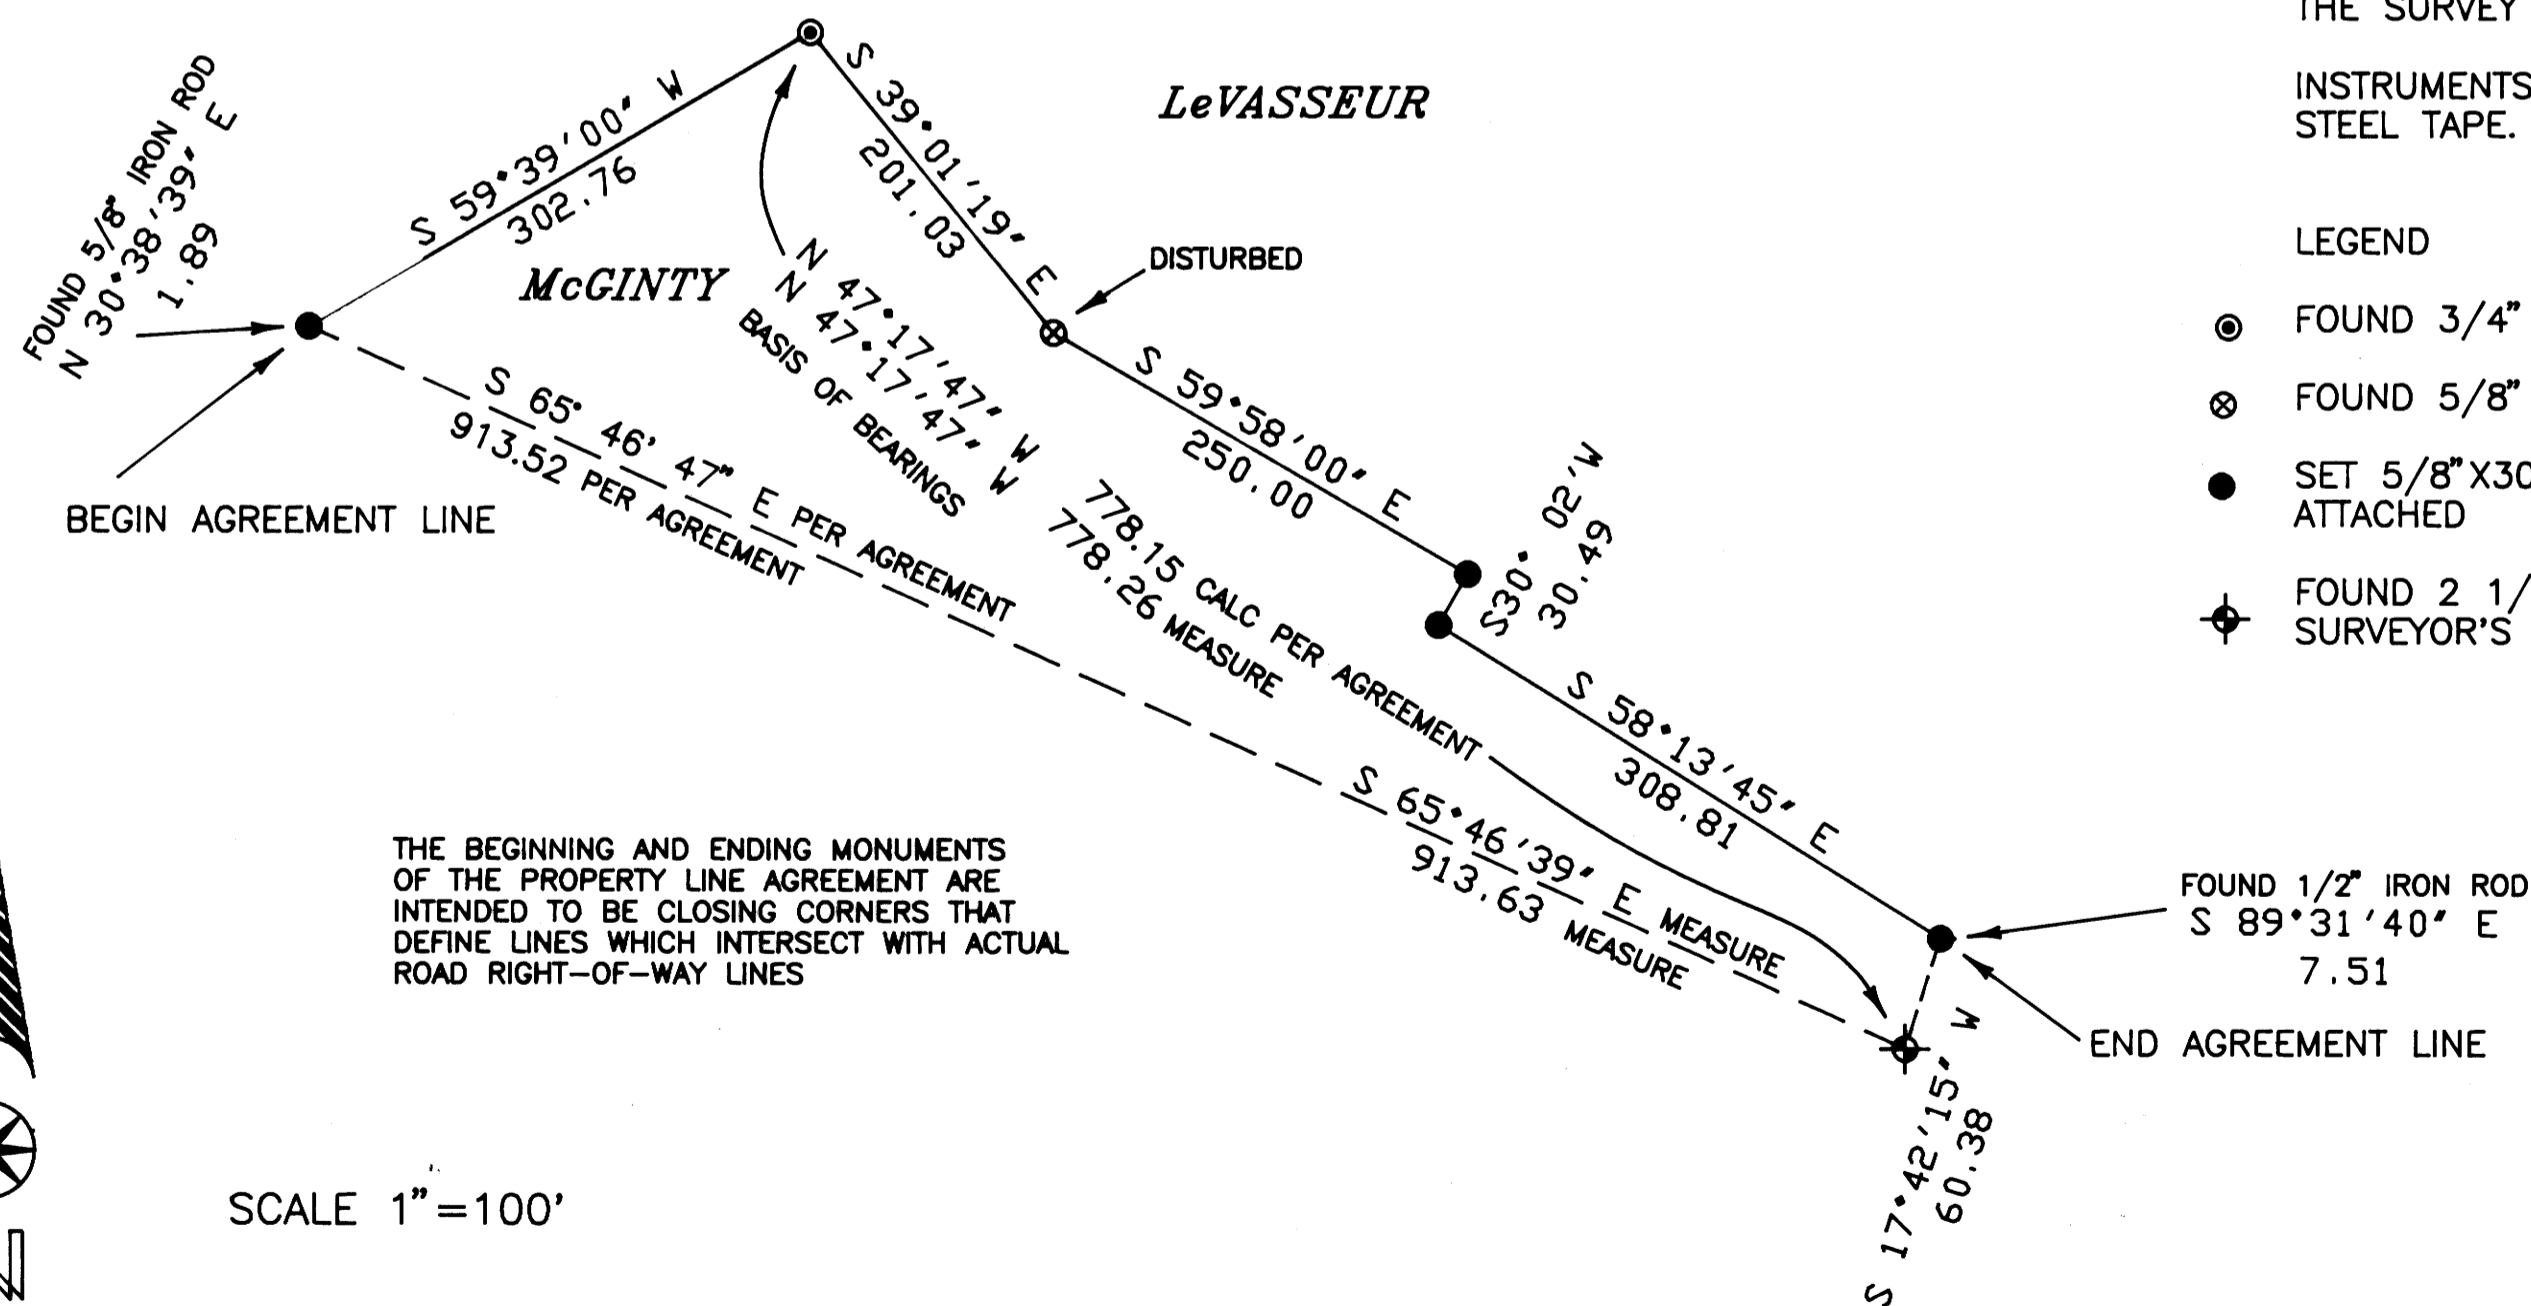 THE SURVEY
INSTRUMENTS
STEEL TAPE.
LEGEND
FOUND 3/4"
FOUND 5/8"
SET 5/8"X30
ATTACHED
FOUND 2 1/
SURVEYOR'S
FOUND 5/8" IRON ROD
N 30°38'39" E
1.89
S 59°39'00" W
302.76
S 39°01'19" E
201.03
LeVASSEUR
McGINTY
DISTURBED
N 47°17'47" W 778.15 CALC PER AGREEMENT
N 47°17'47" W 778.26 MEASURE
BASIS OF BEARINGS
S 59°58'00" E
250.00
S30° 02'W
30.49
S 65° 46' 47" E PER AGREEMENT
913.52 PER AGREEMENT
BEGIN AGREEMENT LINE
S 58°13'45" E
308.81
S 65°46'39" E MEASURE
913.63 MEASURE
FOUND 1/2" IRON ROD
S 89°31'40" E
7.51
END AGREEMENT LINE
S 17°42'15" W
60.38
THE BEGINNING AND ENDING MONUMENTS
OF THE PROPERTY LINE AGREEMENT ARE
INTENDED TO BE CLOSING CORNERS THAT
DEFINE LINES WHICH INTERSECT WITH ACTUAL
ROAD RIGHT-OF-WAY LINES
SCALE 1"=100'